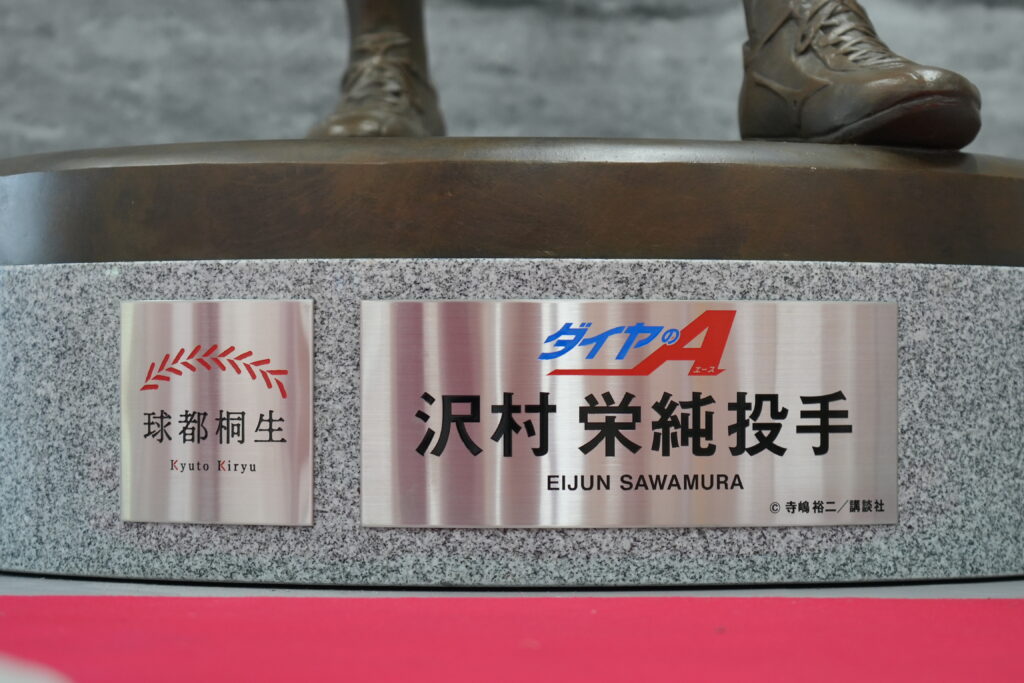 球都桐生
Kyuto Kiryu
ダイヤのA
エース
沢村 栄純投手
EIJUN SAWAMURA
© 寺嶋裕二／講談社